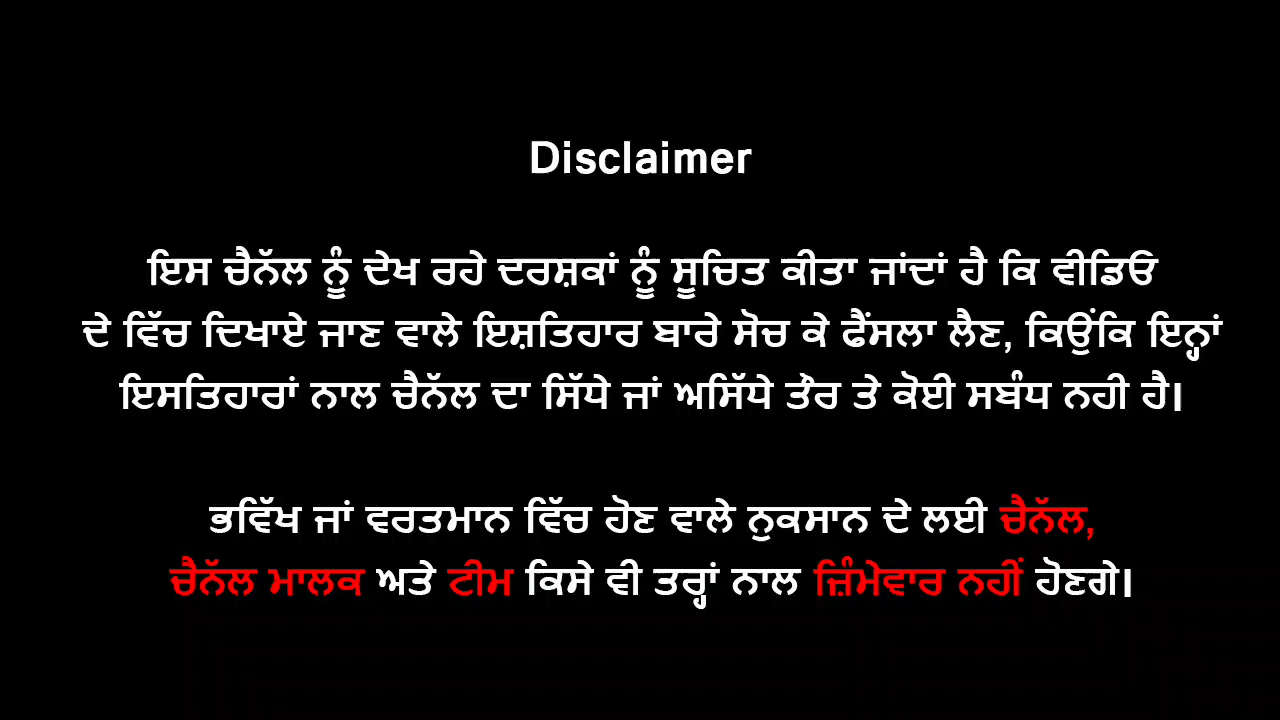 Disclaimer
ਇਸ ਚੈਨੱਲ ਨੂੰ ਦੇਖ ਰਹੇ ਦਰਸ਼ਕਾਂ ਨੂੰ ਸੂਚਿਤ ਕੀਤਾ ਜਾਂਦਾਂ ਹੈ ਕਿ ਵੀਡਿਓ
ਦੇ ਵਿੱਚ ਦਿਖਾਏ ਜਾਣ ਵਾਲੇ ਇਸ਼ਤਿਹਾਰ ਬਾਰੇ ਸੋਚ ਕੇ ਫੈਂਸਲਾ ਲੈਣ, ਕਿਉਂਕਿ ਇਨ੍ਹਾਂ
ਇਸਤਿਹਾਰਾਂ ਨਾਲ ਚੈਨੱਲ ਦਾ ਸਿੱਧੇ ਜਾਂ ਅਸਿੱਧੇ ਤੌਰ ਤੇ ਕੋਈ ਸਬੰਧ ਨਹੀ ਹੈ।
ਭਵਿੱਖ ਜਾਂ ਵਰਤਮਾਨ ਵਿੱਚ ਹੋਣ ਵਾਲੇ ਨੁਕਸਾਨ ਦੇ ਲਈ ਚੈਨੱਲ,
ਚੈਨੱਲ ਮਾਲਕ ਅਤੇ ਟੀਮ ਕਿਸੇ ਵੀ ਤਰ੍ਹਾਂ ਨਾਲ ਜ਼ਿੰਮੇਵਾਰ ਨਹੀਂ ਹੋਣਗੇ।